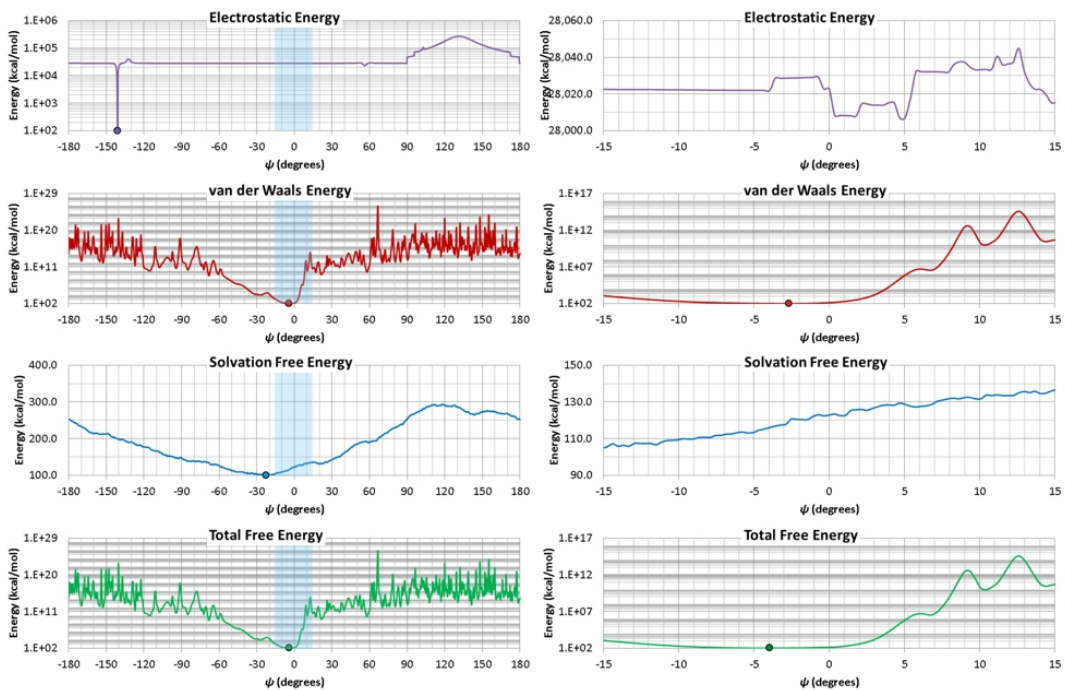 Electrostatic Energy
Energy (kcal/mol)
1.E+06
1.E+05
1.E+04
1.E+03
1.E+02
-180 -150 -120 -90 -60 -30 0 30 60 90 120 150 180
ψ (degrees)
Electrostatic Energy
Energy (kcal/mol)
28,060.0
28,040.0
28,020.0
28,000.0
-15 -10 -5 0 5 10 15
ψ (degrees)
van der Waals Energy
Energy (kcal/mol)
1.E+29
1.E+20
1.E+11
1.E+02
-180 -150 -120 -90 -60 -30 0 30 60 90 120 150 180
ψ (degrees)
van der Waals Energy
Energy (kcal/mol)
1.E+17
1.E+12
1.E+07
1.E+02
-15 -10 -5 0 5 10 15
ψ (degrees)
Solvation Free Energy
Energy (kcal/mol)
400.0
300.0
200.0
100.0
-180 -150 -120 -90 -60 -30 0 30 60 90 120 150 180
ψ (degrees)
Solvation Free Energy
Energy (kcal/mol)
150.0
130.0
110.0
90.0
-15 -10 -5 0 5 10 15
ψ (degrees)
Total Free Energy
Energy (kcal/mol)
1.E+29
1.E+20
1.E+11
1.E+02
-180 -150 -120 -90 -60 -30 0 30 60 90 120 150 180
ψ (degrees)
Total Free Energy
Energy (kcal/mol)
1.E+17
1.E+12
1.E+07
1.E+02
-15 -10 -5 0 5 10 15
ψ (degrees)